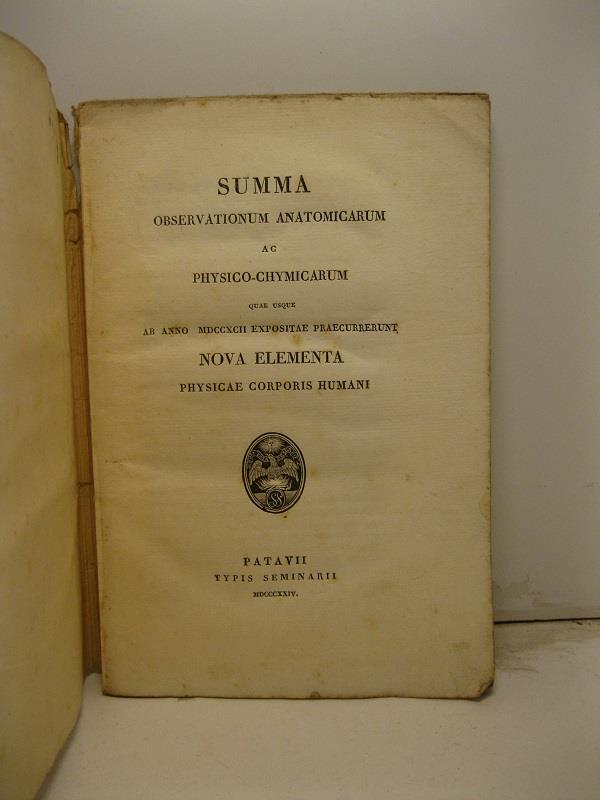 SUMMA
OBSERVATIONUM ANATOMICARUM
AC
PHYSICO-CHYMICARUM
QUAE USQUE
AB ANNO MDCCXCII EXPOSITAE PRAECURRERUNT
NOVA ELEMENTA
PHYSICAE CORPORIS HUMANI
PATAVII
TYPIS SEMINARII
MDCCCXXIV.